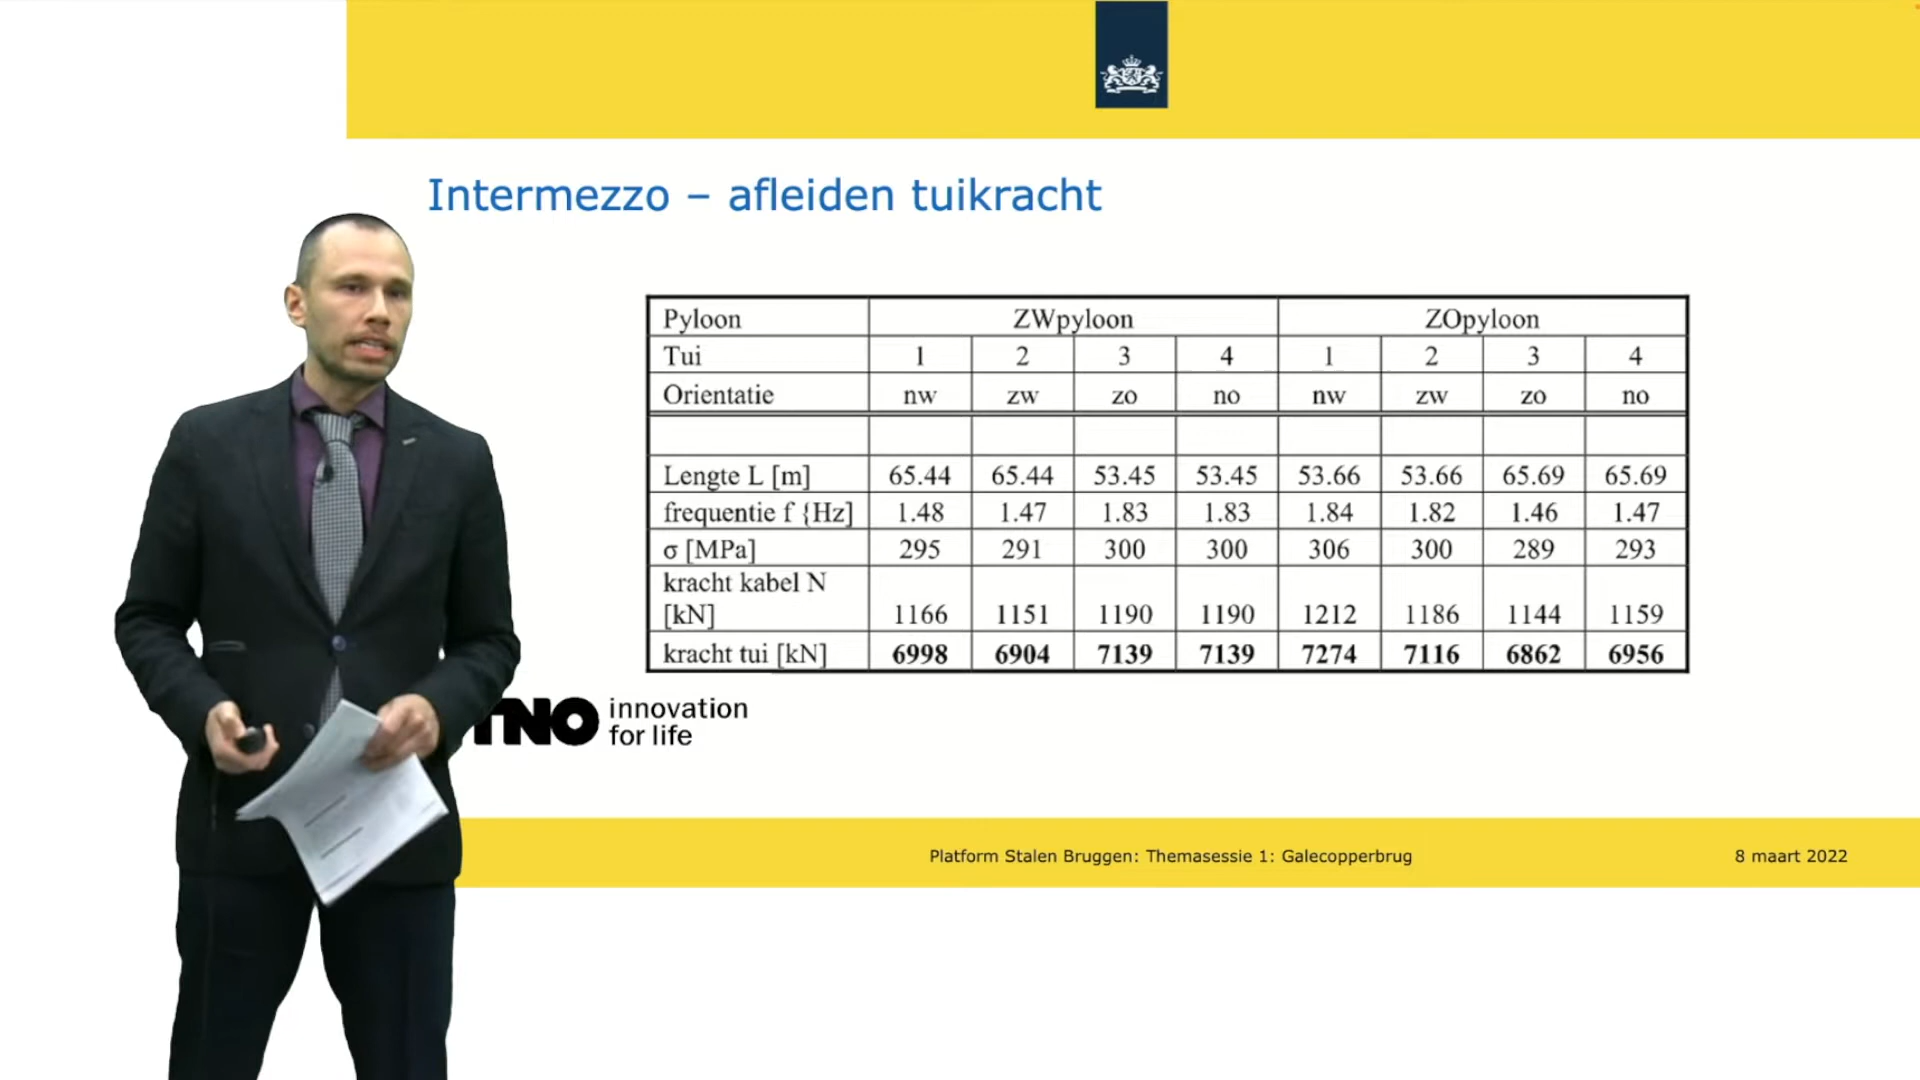 Intermezzo – afleiden tuikracht
Pyloon ZWpyloon ZOpyloon
Tui 1 2 3 4 1 2 3 4
Orientatie nw zw zo no nw zw zo no
Lengte L [m] 65.44 65.44 53.45 53.45 53.66 53.66 65.69 65.69
frequentie f {Hz] 1.48 1.47 1.83 1.83 1.84 1.82 1.46 1.47
σ [MPa] 295 291 300 300 306 300 289 293
kracht kabel N
[kN] 1166 1151 1190 1190 1212 1186 1144 1159
kracht tui [kN] 6998 6904 7139 7139 7274 7116 6862 6956
TNO innovation
for life
Platform Stalen Bruggen: Themasessie 1: Galecopperbrug 8 maart 2022